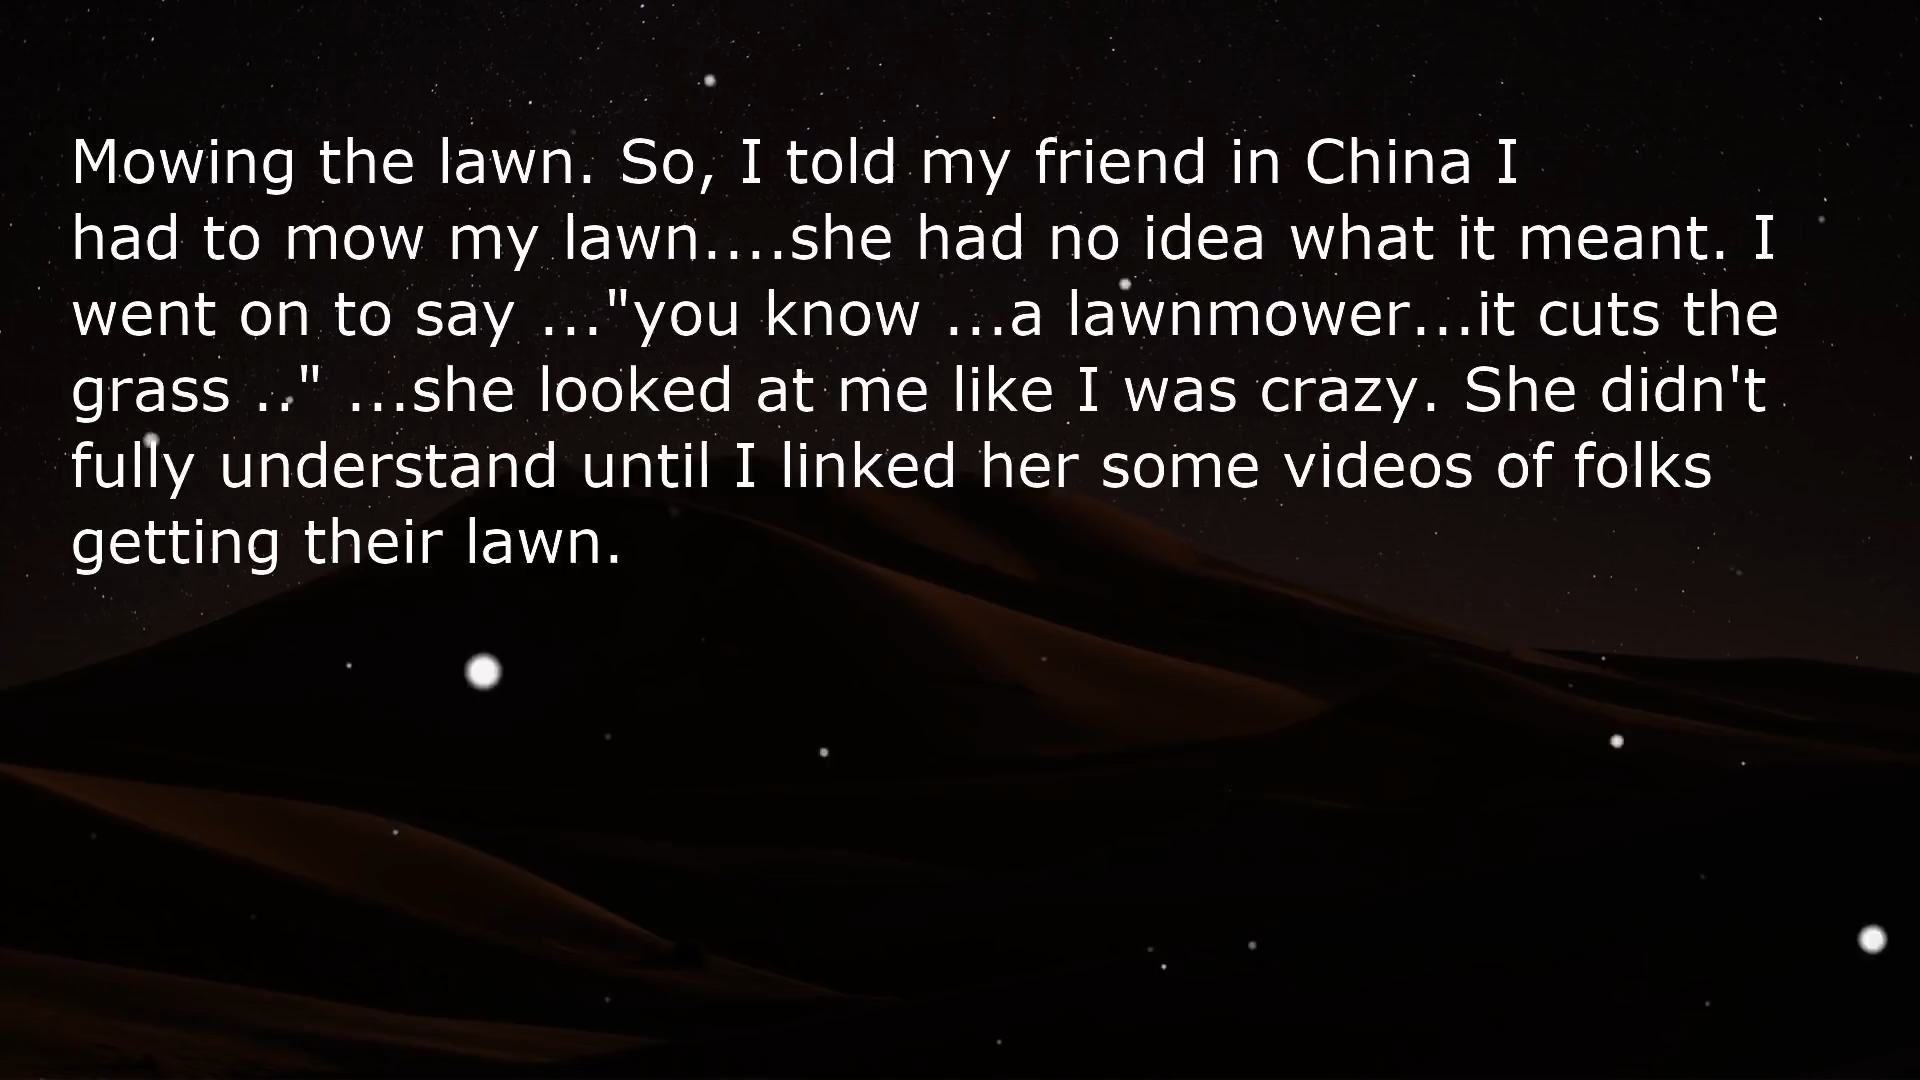 Mowing the lawn. So, I told my friend in China I
had to mow my lawn....she had no idea what it meant. I
went on to say ..."you know ...a lawnmower...it cuts the
grass .." ...she looked at me like I was crazy. She didn't
fully understand until I linked her some videos of folks
getting their lawn.